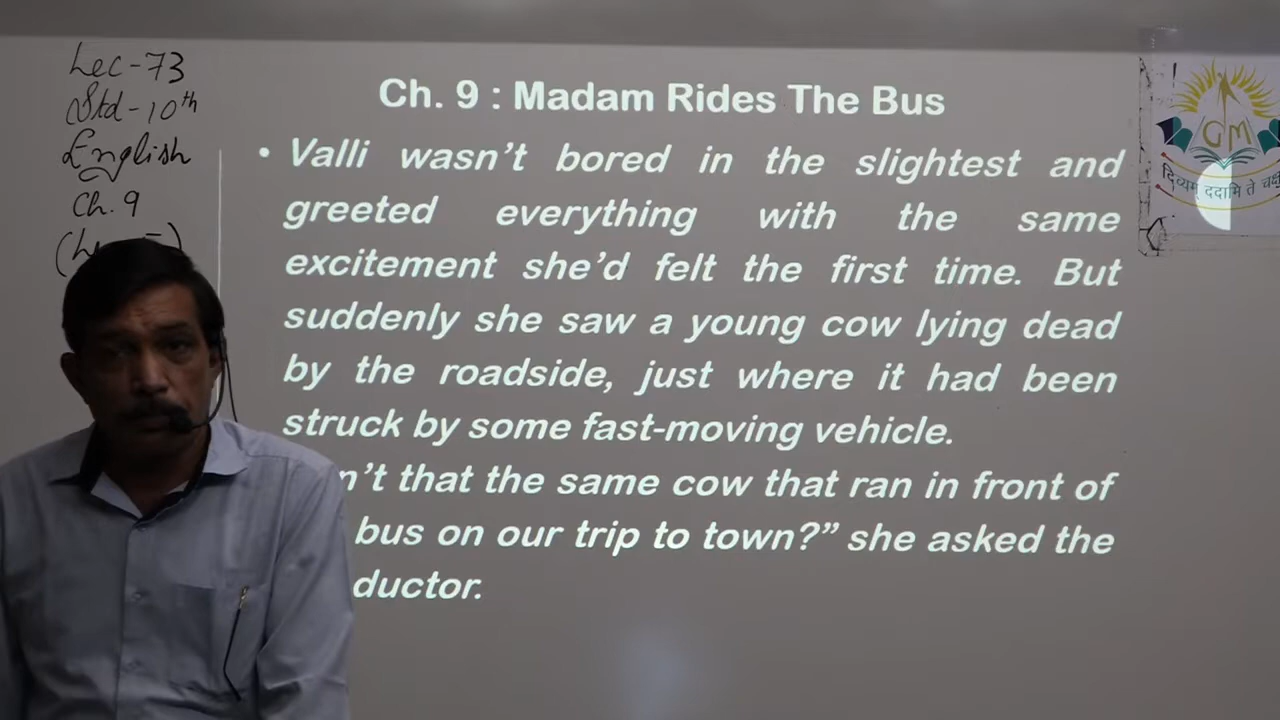 Lec-73
Std-10th
English
Ch. 9
Ch. 9 : Madam Rides The Bus
• Valli wasn't bored in the slightest and
greeted everything with the same
excitement she'd felt the first time. But
suddenly she saw a young cow lying dead
by the roadside, just where it had been
struck by some fast-moving vehicle.
n't that the same cow that ran in front of
bus on our trip to town?” she asked the
ductor.
GM
दिव्यम् ददामि ते